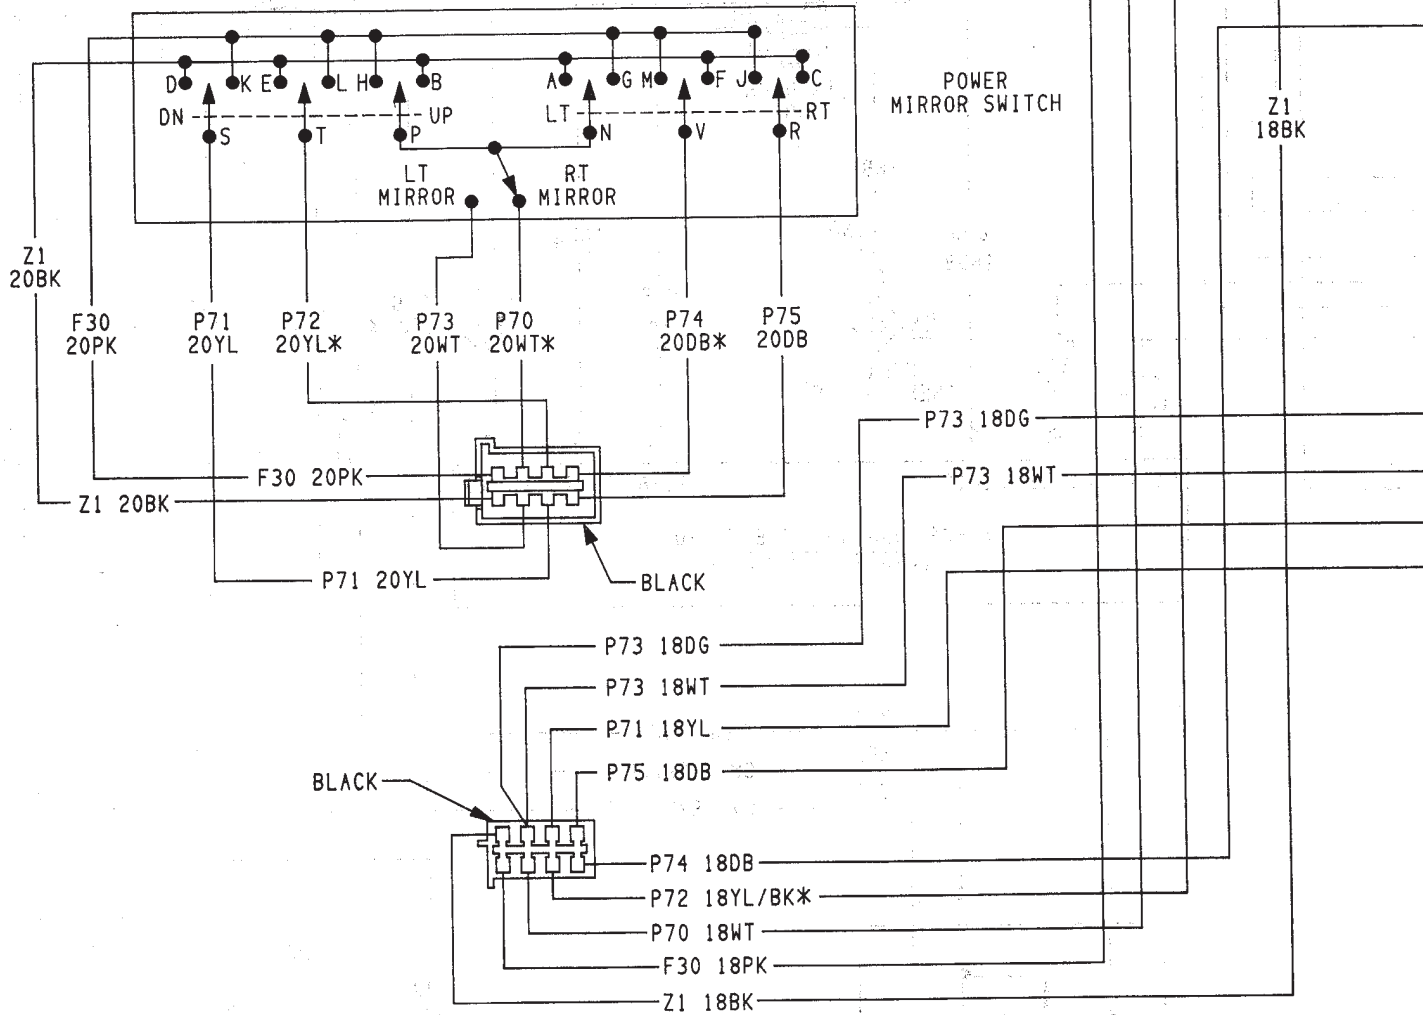 D K E L H B A G M F J C
POWER
MIRROR SWITCH
DN UP LT RT
S T P N V R
LT
MIRROR
RT
MIRROR
Z1
18BK
Z1
20BK
F30
20PK
P71
20YL
P72
20YL*
P73
20WT
P70
20WT*
P74
20DB*
P75
20DB
P73 18DG
P73 18WT
F30 20PK
Z1 20BK
P71 20YL
BLACK
P73 18DG
P73 18WT
P71 18YL
P75 18DB
BLACK
P74 18DB
P72 18YL/BK*
P70 18WT
F30 18PK
Z1 18BK